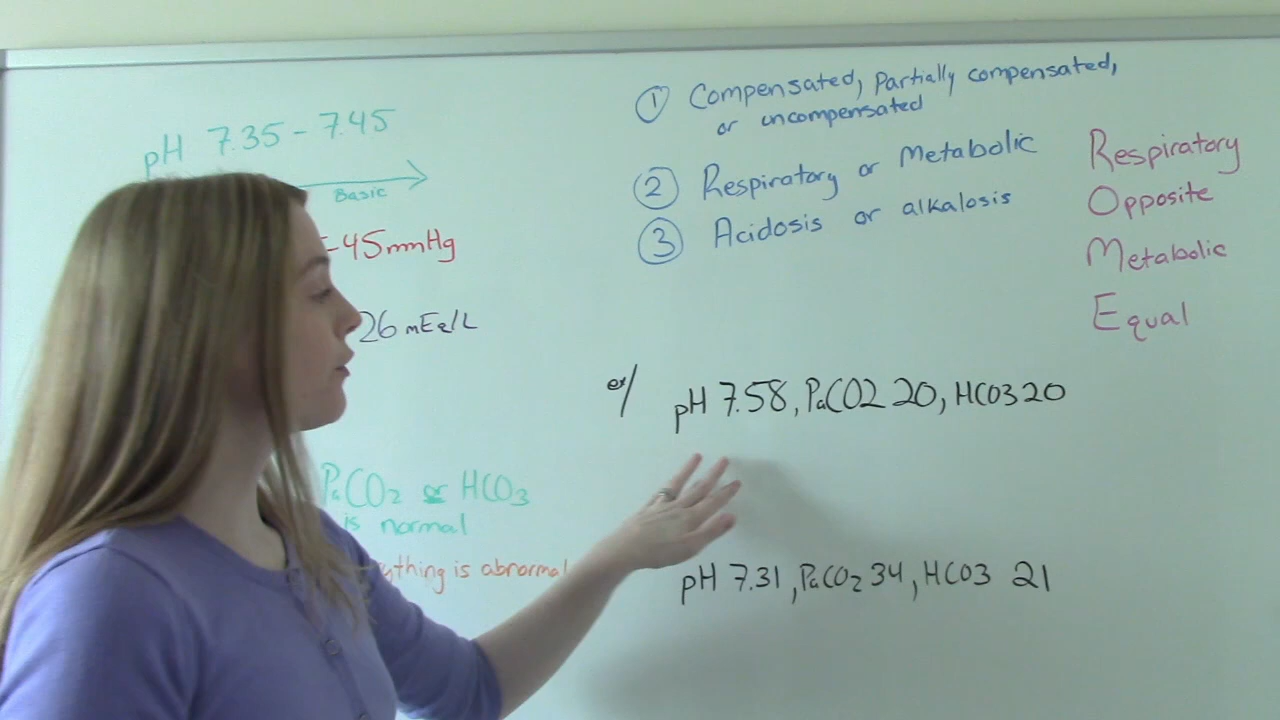 pH 7.35 - 7.45
Basic
-45mmHg
26 mEq/L
PaCO2 or HCO3
is normal
ything is abnormal
① Compensated, partially compensated,
or uncompensated
② Respiratory or Metabolic
③ Acidosis or alkalosis
Respiratory
Opposite
Metabolic
Equal
ex/ pH 7.58, PaCO2 20, HCO3 20
pH 7.31, PaCO2 34, HCO3 21